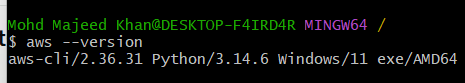 Mohd Majeed Khan@DESKTOP-F4IRD4R MINGW64 /
$ aws --version
aws-cli/2.36.31 Python/3.14.6 Windows/11 exe/AMD64